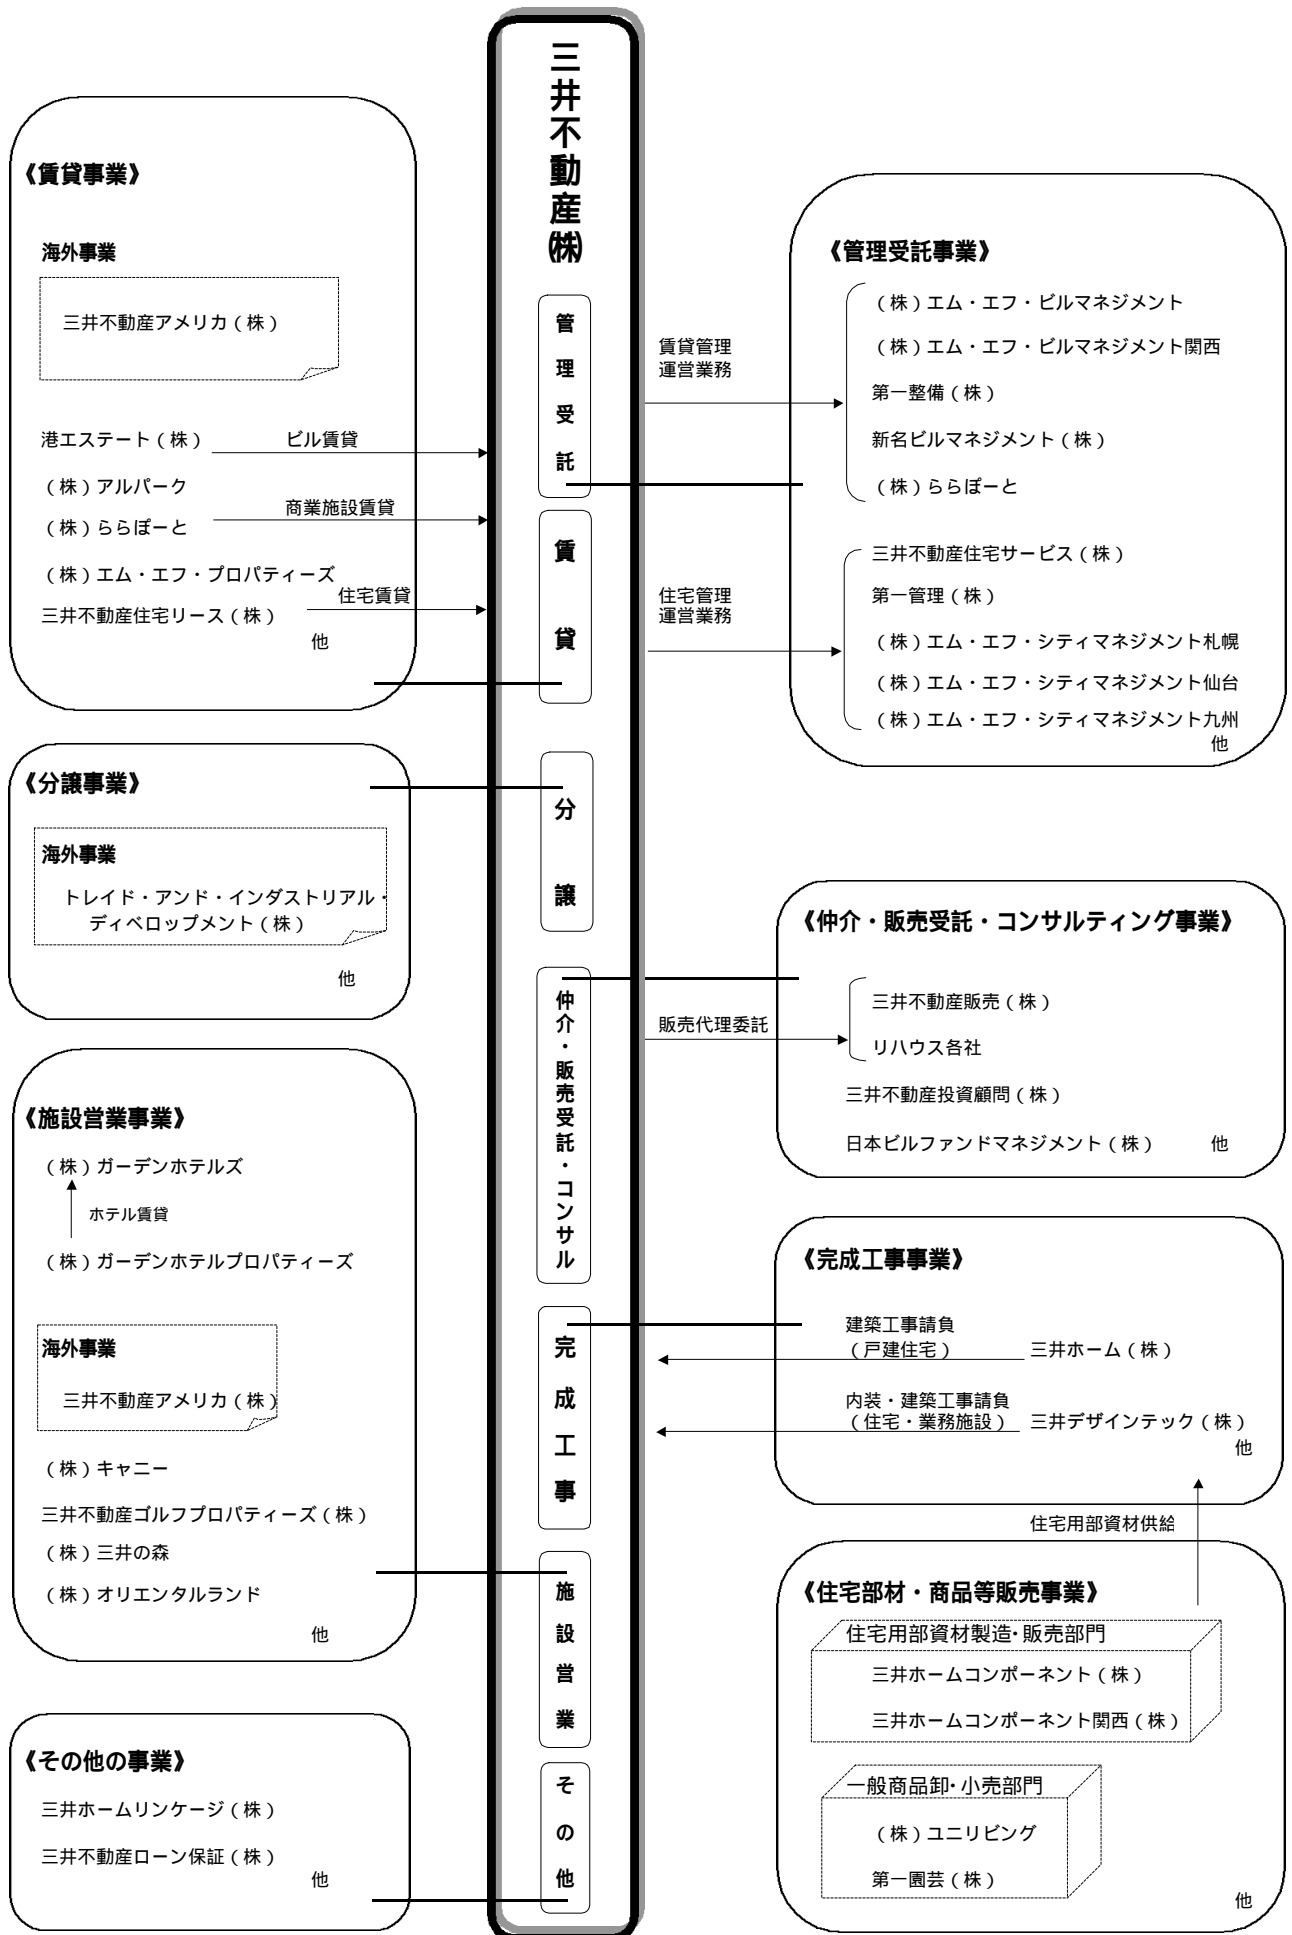 三井不動産㈱
管理受託
賃貸
分譲
仲介・販売受託・コンサル
完成工事
施設営業
その他
《賃貸事業》
海外事業
三井不動産アメリカ（株）
港エステート（株）
ビル賃貸
（株）アルパーク
（株）ららぽーと
商業施設賃貸
（株）エム・エフ・プロパティーズ
三井不動産住宅リース（株）
住宅賃貸
他
《分譲事業》
海外事業
トレイド・アンド・インダストリアル・
ディベロップメント（株）
他
《施設営業事業》
（株）ガーデンホテルズ
ホテル賃貸
（株）ガーデンホテルプロパティーズ
海外事業
三井不動産アメリカ（株）
（株）キャニー
三井不動産ゴルフプロパティーズ（株）
（株）三井の森
（株）オリエンタルランド
他
《その他の事業》
三井ホームリンケージ（株）
三井不動産ローン保証（株）
他
《管理受託事業》
賃貸管理
運営業務
（株）エム・エフ・ビルマネジメント
（株）エム・エフ・ビルマネジメント関西
第一整備（株）
新名ビルマネジメント（株）
（株）ららぽーと
住宅管理
運営業務
三井不動産住宅サービス（株）
第一管理（株）
（株）エム・エフ・シティマネジメント札幌
（株）エム・エフ・シティマネジメント仙台
（株）エム・エフ・シティマネジメント九州
他
《仲介・販売受託・コンサルティング事業》
販売代理委託
三井不動産販売（株）
リハウス各社
三井不動産投資顧問（株）
日本ビルファンドマネジメント（株） 他
《完成工事事業》
建築工事請負
（戸建住宅） 三井ホーム（株）
内装・建築工事請負
（住宅・業務施設） 三井デザインテック（株）
他
住宅用部資材供給
《住宅部材・商品等販売事業》
住宅用部資材製造・販売部門
三井ホームコンポーネント（株）
三井ホームコンポーネント関西（株）
一般商品卸・小売部門
（株）ユニリビング
第一園芸（株）
他